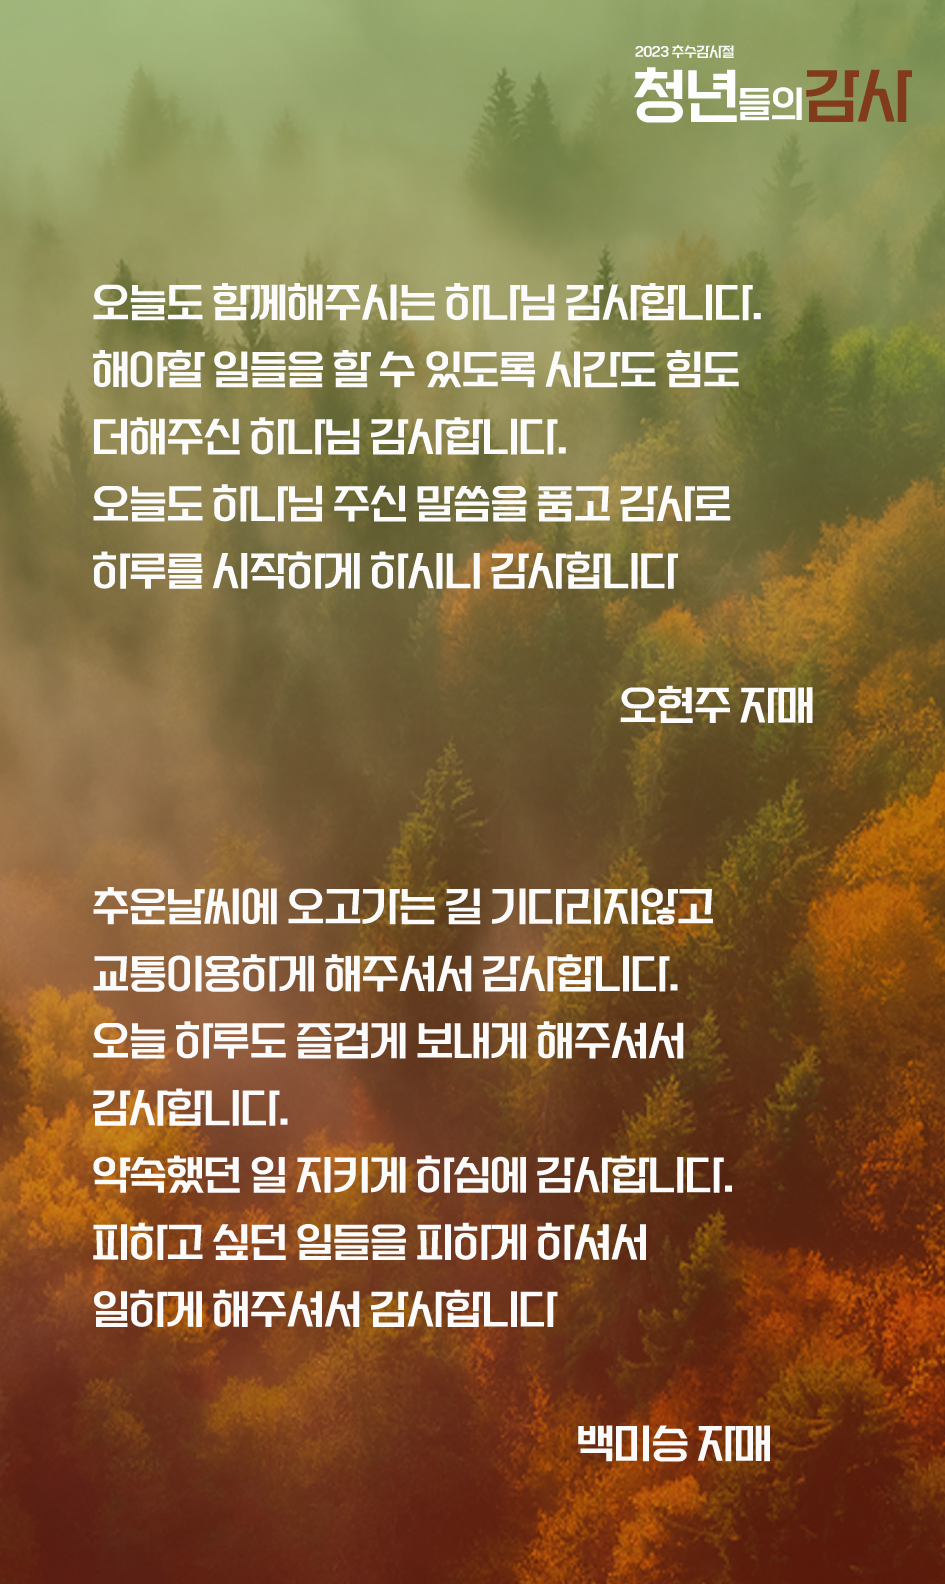 2023 추수감사절
청년들의감사
오늘도 함께해주시는 하나님 감사합니다.
해야할 일들을 할 수 있도록 시간도 힘도
더해주신 하나님 감사합니다.
오늘도 하나님 주신 말씀을 품고 감사로
하루를 시작하게 하시니 감사합니다
오현주 자매
추운날씨에 오고가는 길 기다리지않고
교통이용하게 해주셔서 감사합니다.
오늘 하루도 즐겁게 보내게 해주셔서
감사합니다.
약속했던 일 지키게 하심에 감사합니다.
피하고 싶던 일들을 피하게 하셔서
일하게 해주셔서 감사합니다
백미승 자매